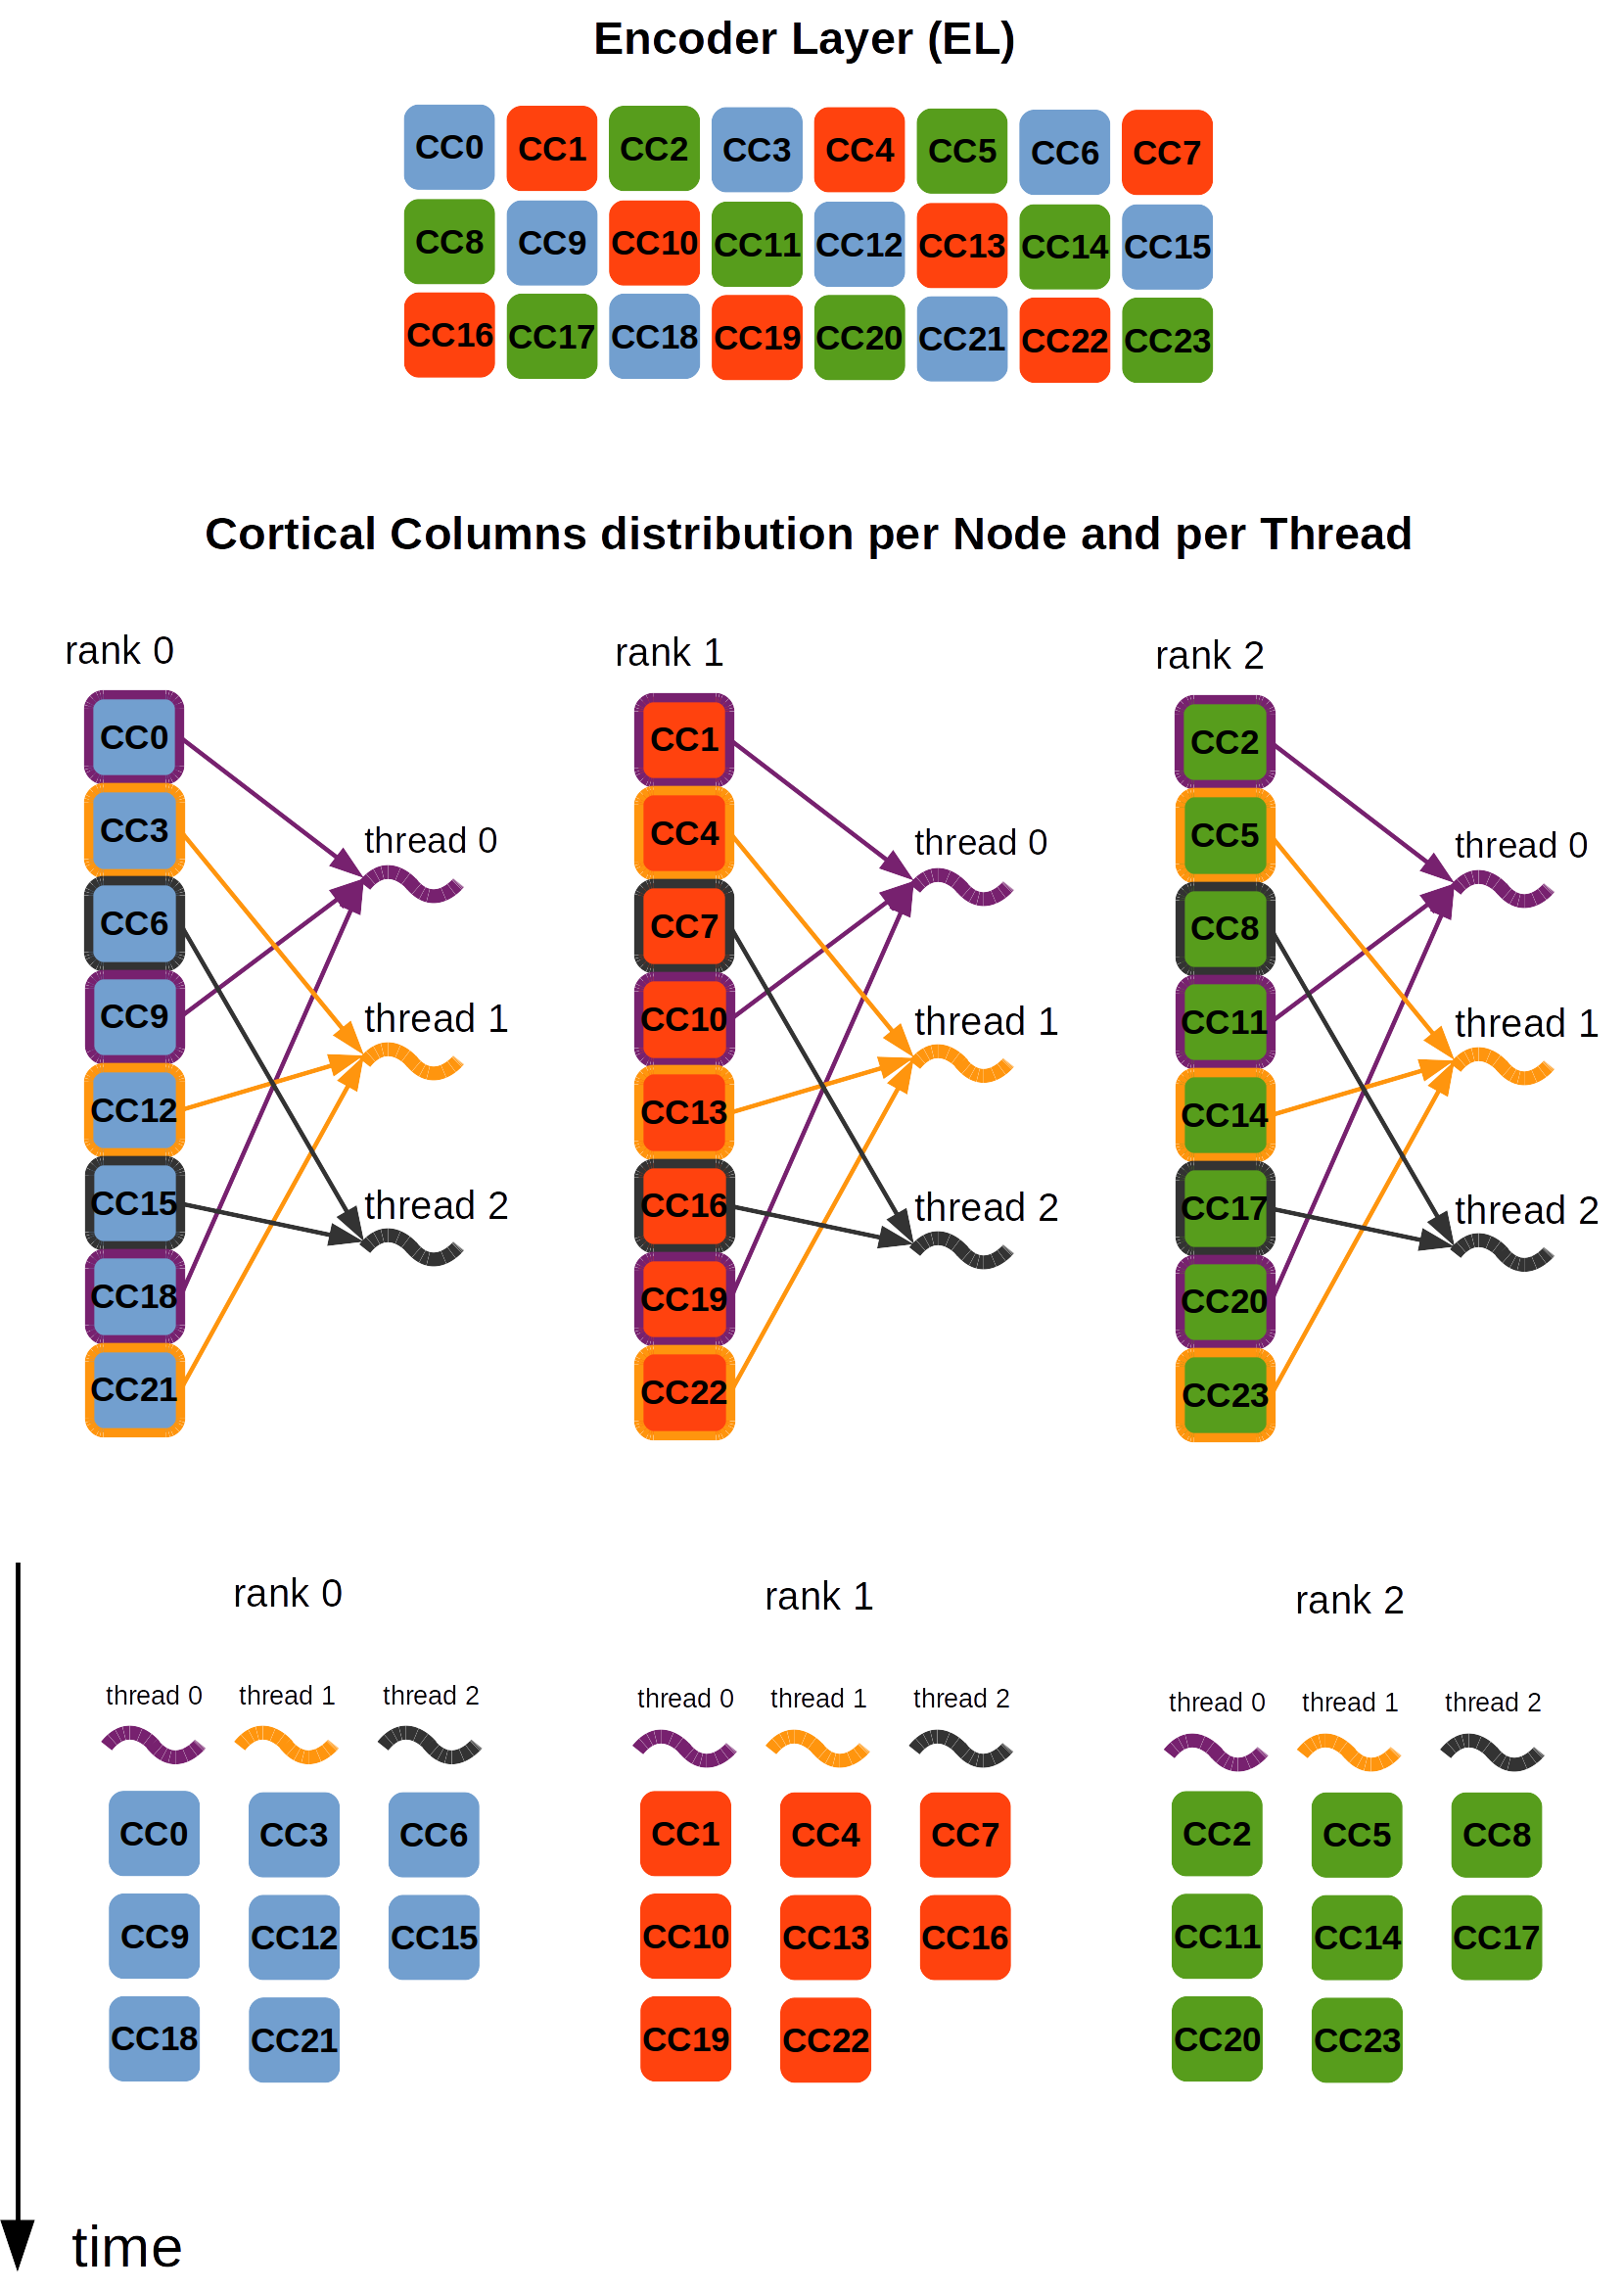 Encoder Layer (EL)
CC0 CC1 CC2 CC3 CC4 CC5 CC6 CC7
CC8 CC9 CC10 CC11 CC12 CC13 CC14 CC15
CC16 CC17 CC18 CC19 CC20 CC21 CC22 CC23
Cortical Columns distribution per Node and per Thread
rank 0
CC0
CC3
CC6
CC9
CC12
CC15
CC18
CC21
thread 0
thread 1
thread 2
rank 1
CC1
CC4
CC7
CC10
CC13
CC16
CC19
CC22
thread 0
thread 1
thread 2
rank 2
CC2
CC5
CC8
CC11
CC14
CC17
CC20
CC23
thread 0
thread 1
thread 2
rank 0
thread 0 thread 1 thread 2
CC0 CC3 CC6
CC9 CC12 CC15
CC18 CC21
rank 1
thread 0 thread 1 thread 2
CC1 CC4 CC7
CC10 CC13 CC16
CC19 CC22
rank 2
thread 0 thread 1 thread 2
CC2 CC5 CC8
CC11 CC14 CC17
CC20 CC23
time